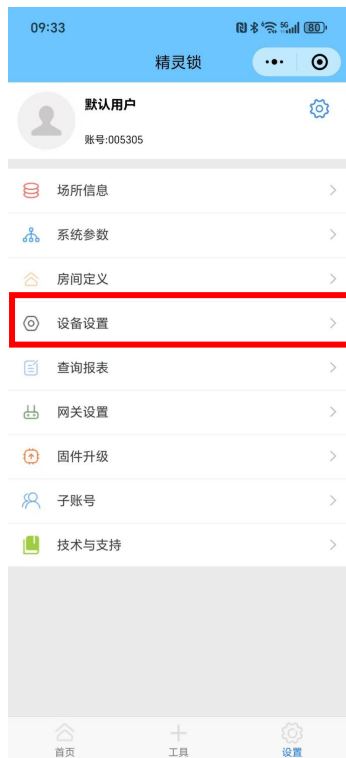 09:33
5G
80
精灵锁
默认用户
账号:005305
场所信息
系统参数
房间定义
设备设置
查询报表
网关设置
固件升级
子账号
技术与支持
首页
工具
设置